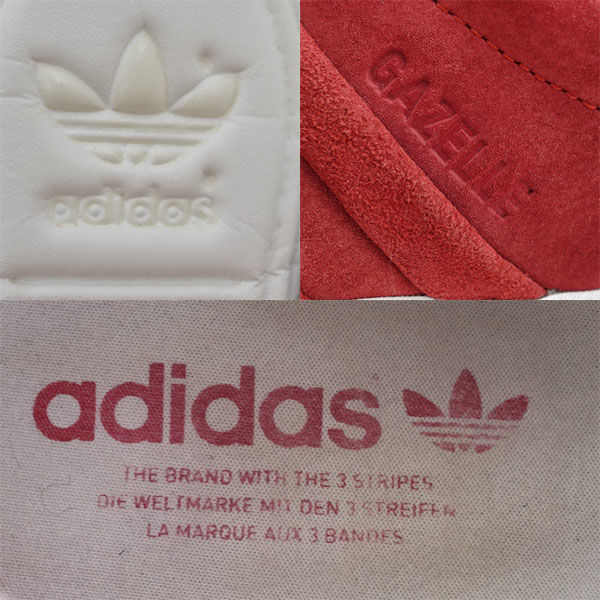 adidas
GAZELLE
adidas
THE BRAND WITH THE 3 STRIPES
DIE WELTMARKE MIT DEN 3 STREIFEN
LA MARQUE AUX 3 BANDES